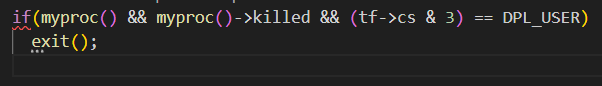 if(myproc() && myproc()->killed && (tf->cs & 3) == DPL_USER)
exit();